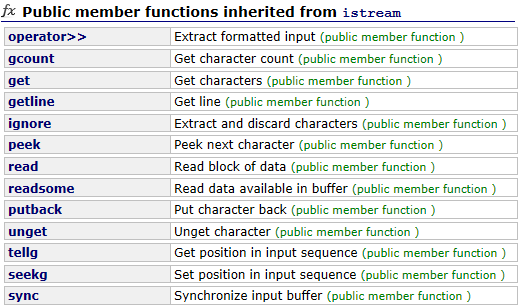 fx Public member functions inherited from istream
operator>> Extract formatted input (public member function )
gcount Get character count (public member function )
get Get characters (public member function )
getline Get line (public member function )
ignore Extract and discard characters (public member function )
peek Peek next character (public member function )
read Read block of data (public member function )
readsome Read data available in buffer (public member function )
putback Put character back (public member function )
unget Unget character (public member function )
tellg Get position in input sequence (public member function )
seekg Set position in input sequence (public member function )
sync Synchronize input buffer (public member function )